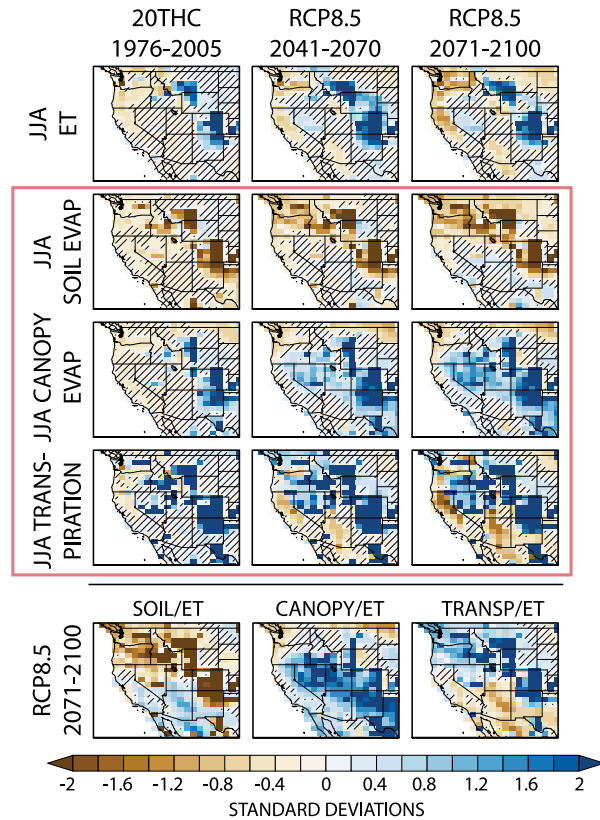 20THC
1976-2005
RCP8.5
2041-2070
RCP8.5
2071-2100
JJA
ET
JJA
SOIL EVAP
JJA CANOPY
EVAP
JJA TRANS-
PIRATION
SOIL/ET
CANOPY/ET
TRANSP/ET
RCP8.5
2071-2100
-2 -1.6 -1.2 -0.8 -0.4 0 0.4 0.8 1.2 1.6 2
STANDARD DEVIATIONS